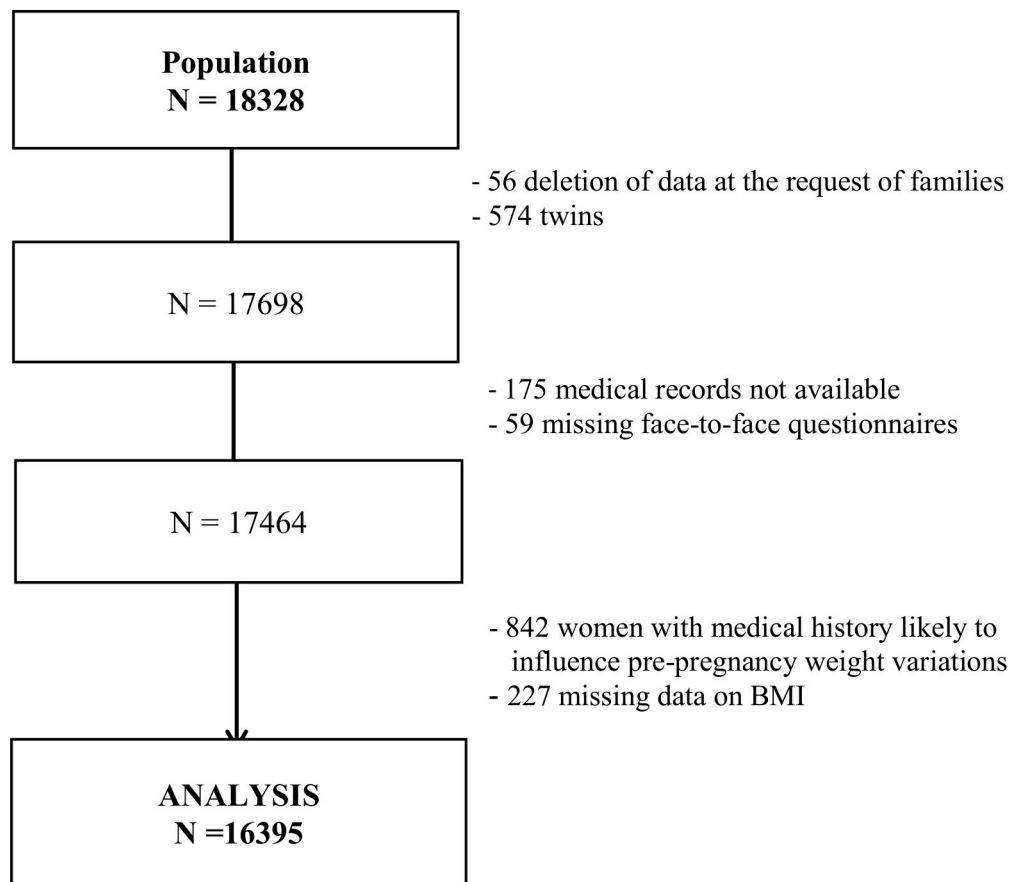 Population
N = 18328
- 56 deletion of data at the request of families
- 574 twins
N = 17698
- 175 medical records not available
- 59 missing face-to-face questionnaires
N = 17464
- 842 women with medical history likely to
influence pre-pregnancy weight variations
- 227 missing data on BMI
ANALYSIS
N =16395